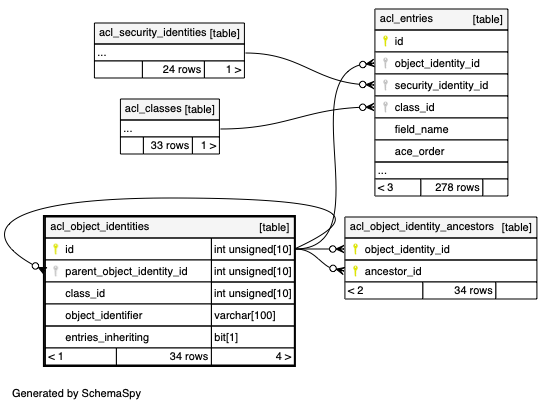 acl_security_identities [table]
...
24 rows 1 >
acl_classes [table]
...
33 rows 1 >
acl_entries [table]
id
object_identity_id
security_identity_id
class_id
field_name
ace_order
...
< 3 278 rows
acl_object_identities [table]
id int unsigned[10]
parent_object_identity_id int unsigned[10]
class_id int unsigned[10]
object_identifier varchar[100]
entries_inheriting bit[1]
< 1 34 rows 4 >
acl_object_identity_ancestors [table]
object_identity_id
ancestor_id
< 2 34 rows
Generated by SchemaSpy